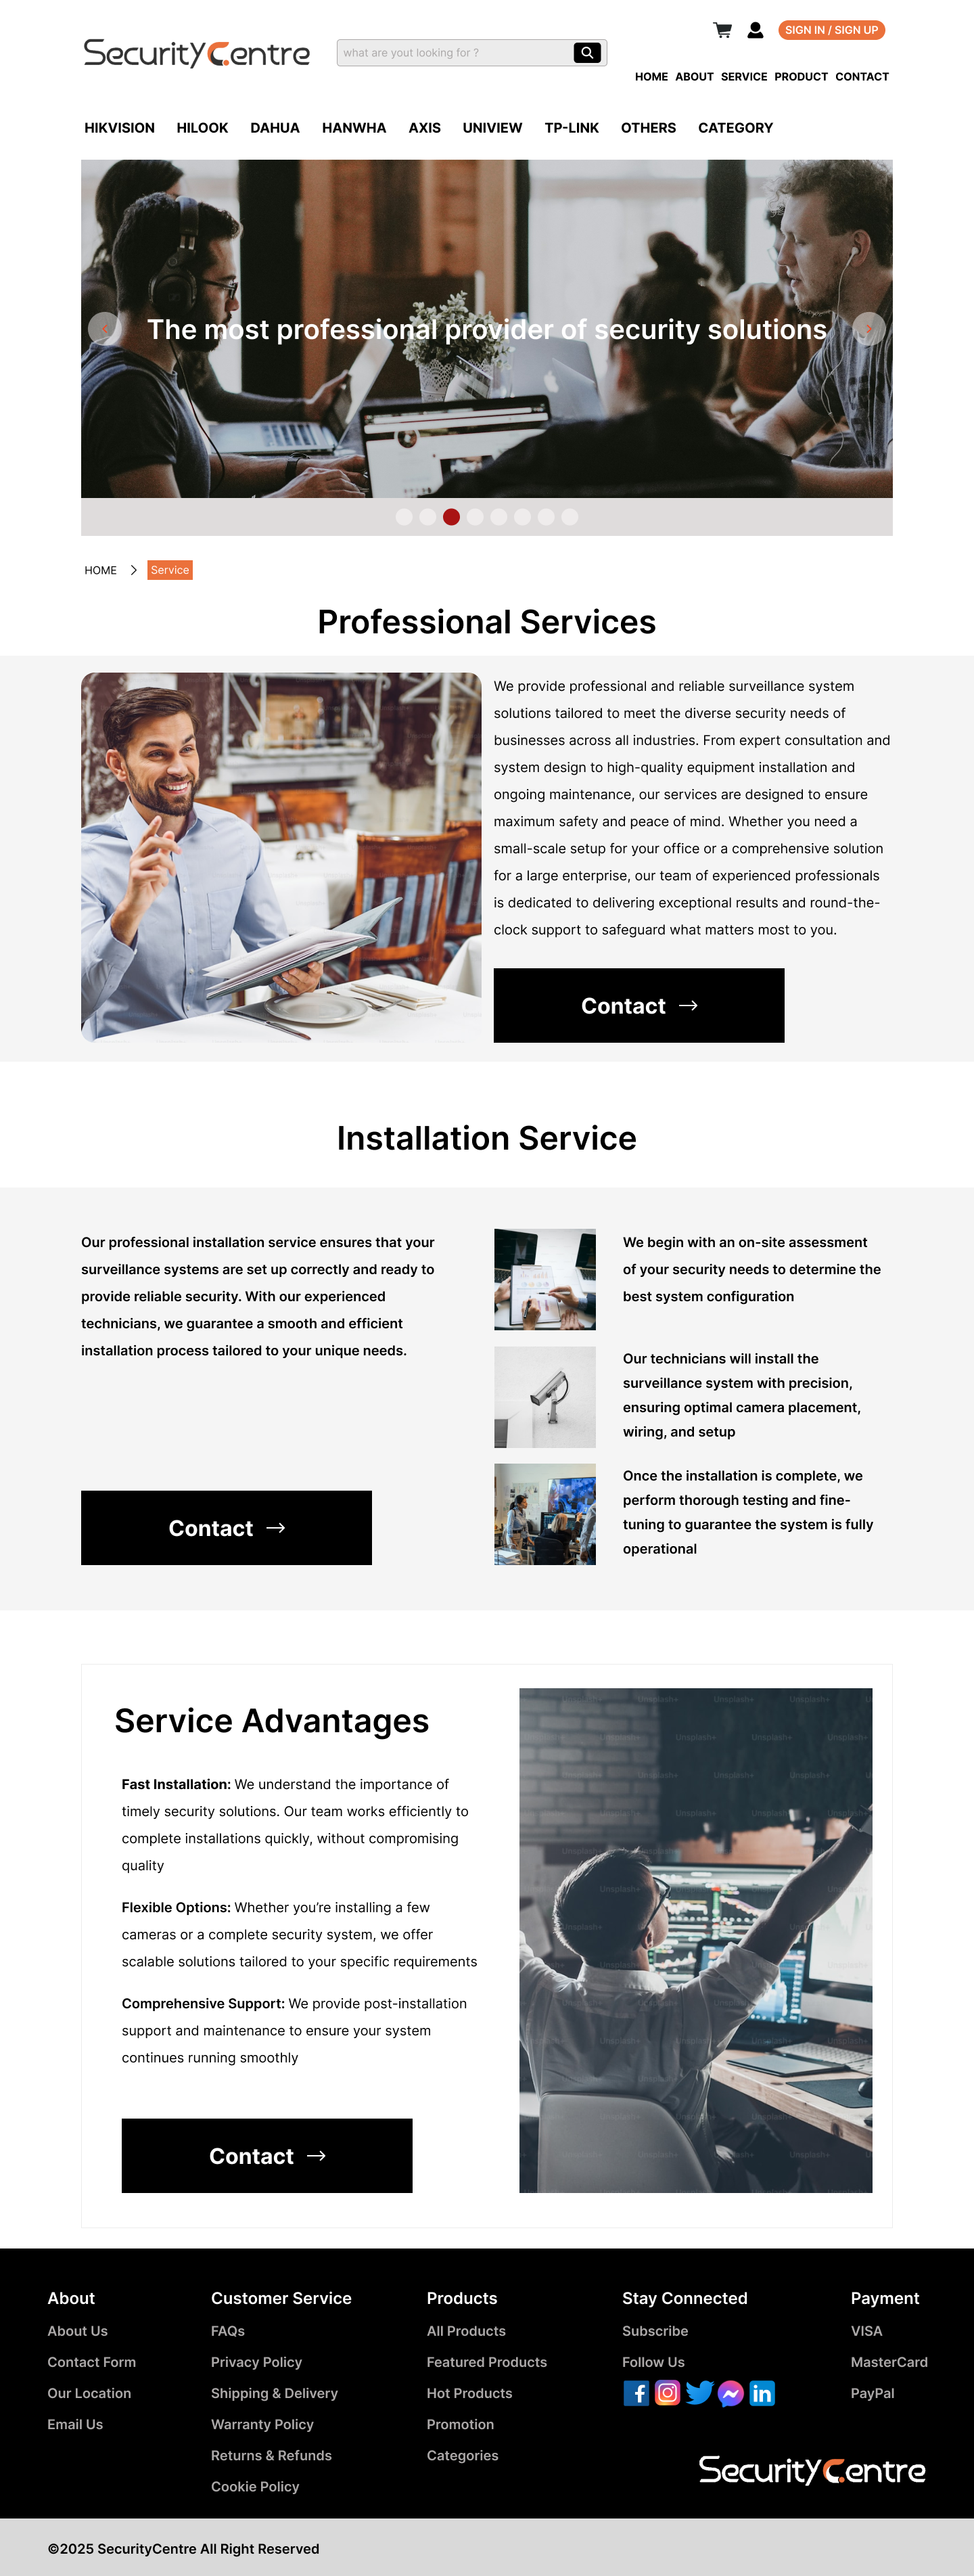 SIGN IN / SIGN UP
SecurityCentre
what are yout looking for ?
HOME ABOUT SERVICE PRODUCT CONTACT
HIKVISION HILOOK DAHUA HANWHA AXIS UNIVIEW TP-LINK OTHERS CATEGORY
The most professional provider of security solutions
HOME > Service
Professional Services
We provide professional and reliable surveillance system
solutions tailored to meet the diverse security needs of
businesses across all industries. From expert consultation and
system design to high-quality equipment installation and
ongoing maintenance, our services are designed to ensure
maximum safety and peace of mind. Whether you need a
small-scale setup for your office or a comprehensive solution
for a large enterprise, our team of experienced professionals
is dedicated to delivering exceptional results and round-the-
clock support to safeguard what matters most to you.
Contact →
Installation Service
Our professional installation service ensures that your
surveillance systems are set up correctly and ready to
provide reliable security. With our experienced
technicians, we guarantee a smooth and efficient
installation process tailored to your unique needs.
Contact →
We begin with an on-site assessment
of your security needs to determine the
best system configuration
Our technicians will install the
surveillance system with precision,
ensuring optimal camera placement,
wiring, and setup
Once the installation is complete, we
perform thorough testing and fine-
tuning to guarantee the system is fully
operational
Service Advantages
Fast Installation: We understand the importance of
timely security solutions. Our team works efficiently to
complete installations quickly, without compromising
quality
Flexible Options: Whether you’re installing a few
cameras or a complete security system, we offer
scalable solutions tailored to your specific requirements
Comprehensive Support: We provide post-installation
support and maintenance to ensure your system
continues running smoothly
Contact →
Unsplash+
About
About Us
Contact Form
Our Location
Email Us
Customer Service
FAQs
Privacy Policy
Shipping & Delivery
Warranty Policy
Returns & Refunds
Cookie Policy
Products
All Products
Featured Products
Hot Products
Promotion
Categories
Stay Connected
Subscribe
Follow Us
Payment
VISA
MasterCard
PayPal
SecurityCentre
©2025 SecurityCentre All Right Reserved